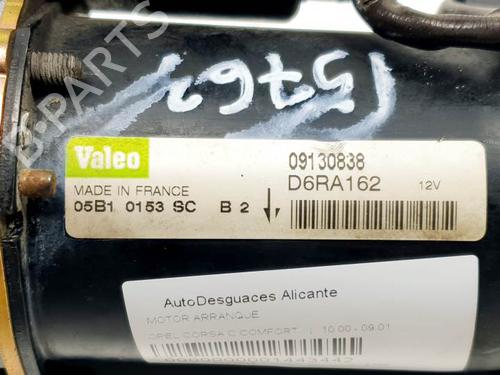 15762
B-PARTS
Valeo
09130838
D6RA162 12V
MADE IN FRANCE
05B1 0153 SC B 2
AutoDesguaces Alicante
MOTOR ARRANQUE
OPEL CORSA C COMFORT | 10.00 - 09.01